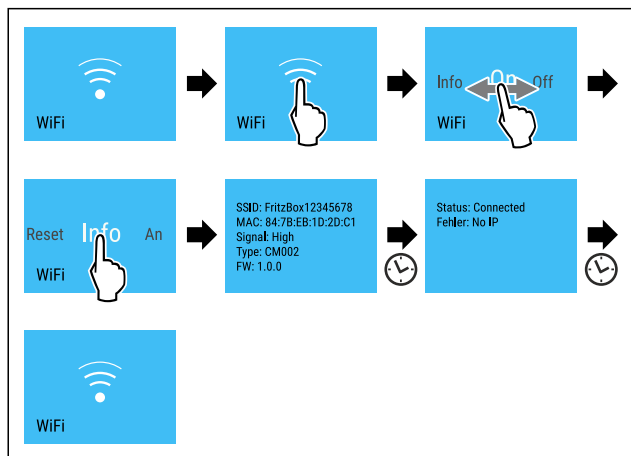 WiFi
WiFi
Info On Off
WiFi
Reset Info An
WiFi
SSID: FritzBox12345678
MAC: 84:7B:EB:1D:2D:C1
Signal: High
Type: CM002
FW: 1.0.0
Status: Connected
Fehler: No IP
WiFi